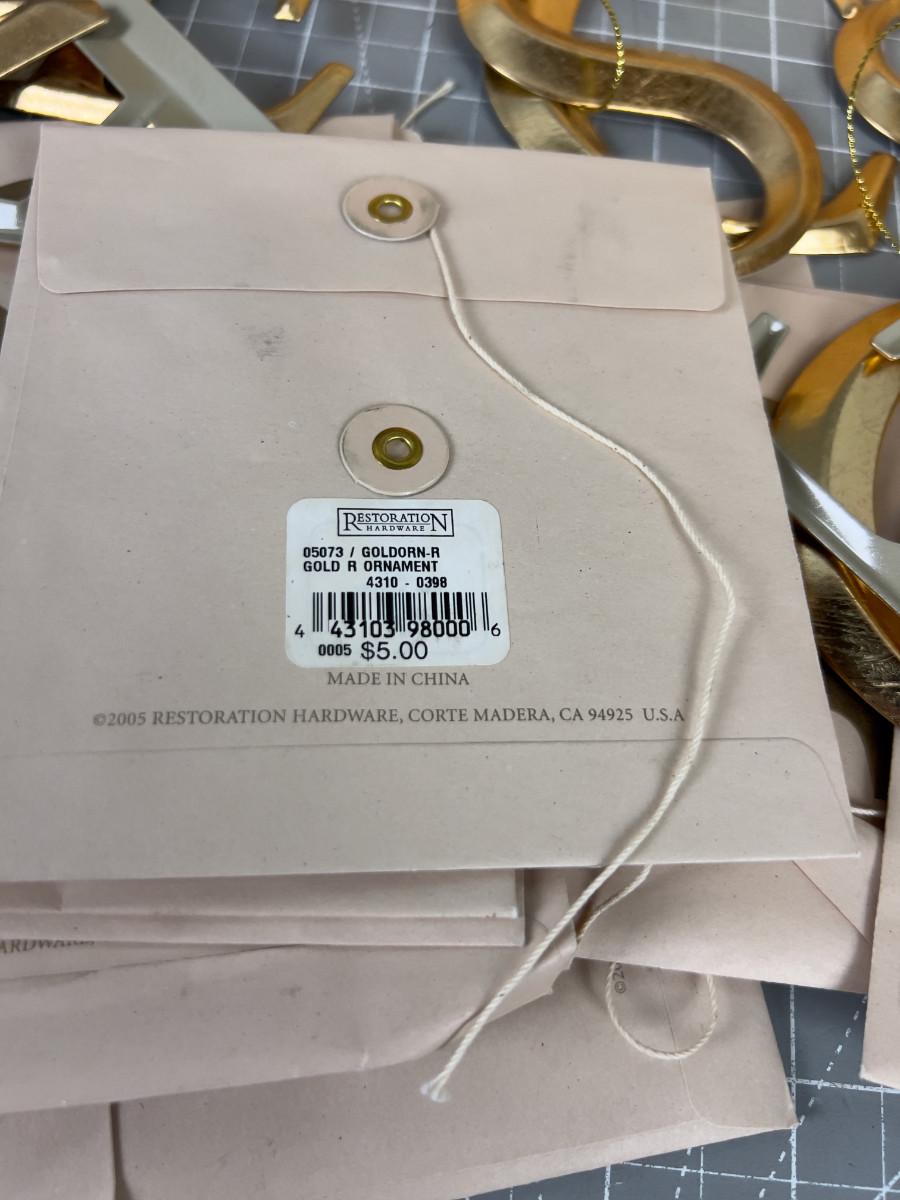 RESTORATION
HARDWARE
05073 / GOLDORN-R
GOLD R ORNAMENT
4310 - 0398
4 43103 98000 6
0005 $5.00
MADE IN CHINA
©2005 RESTORATION HARDWARE, CORTE MADERA, CA 94925 U.S.A